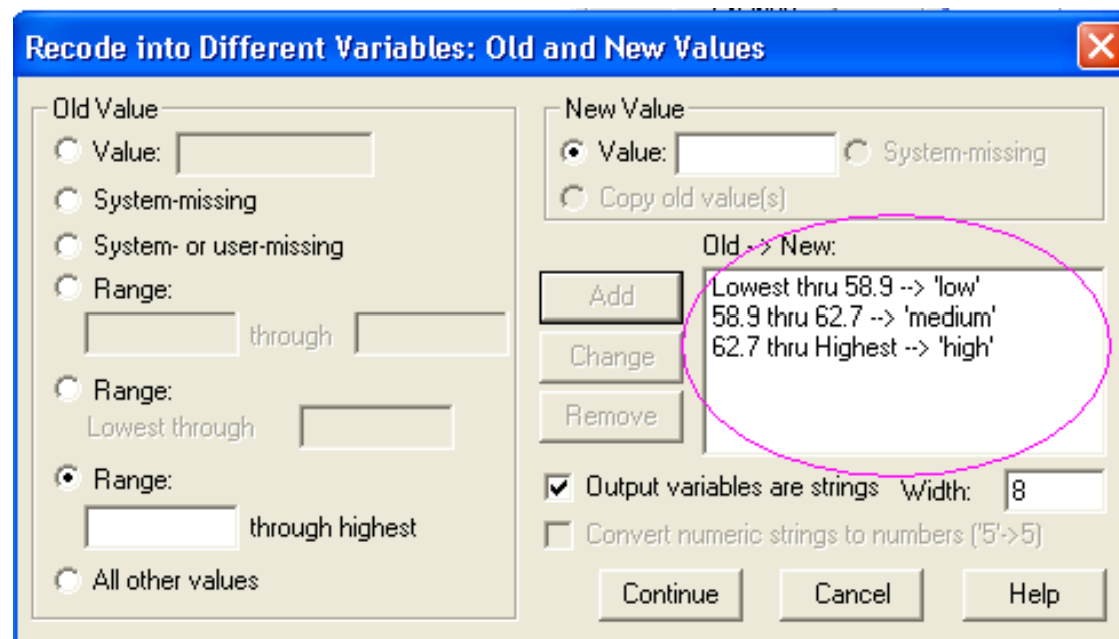 Recode into Different Variables: Old and New Values
Old Value
Value:
System-missing
System- or user-missing
Range:
through
Range:
Lowest through
Range:
through highest
All other values
New Value
Value:
System-missing
Copy old value(s)
Old --> New:
Add
Change
Remove
Lowest thru 58.9 --> 'low'
58.9 thru 62.7 --> 'medium'
62.7 thru Highest --> 'high'
Output variables are strings Width: 8
Convert numeric strings to numbers ('5'->5)
Continue Cancel Help